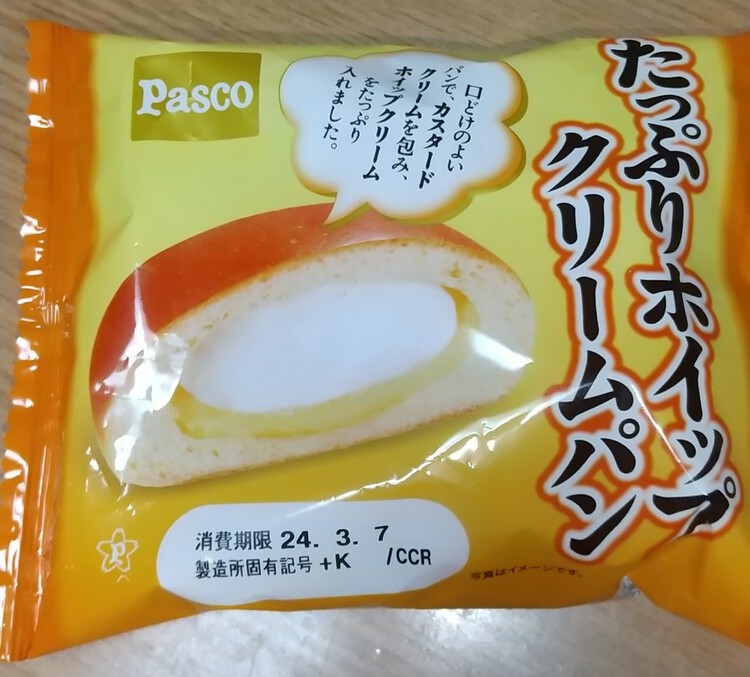 Pasco
口どけのよい
パンで、カスタード
クリームを包み、
ホイップクリーム
をたっぷり
入れました。
たっぷりホイップ
クリームパン
消費期限 24. 3. 7
製造所固有記号 +K /CCR
写真はイメージです。
P